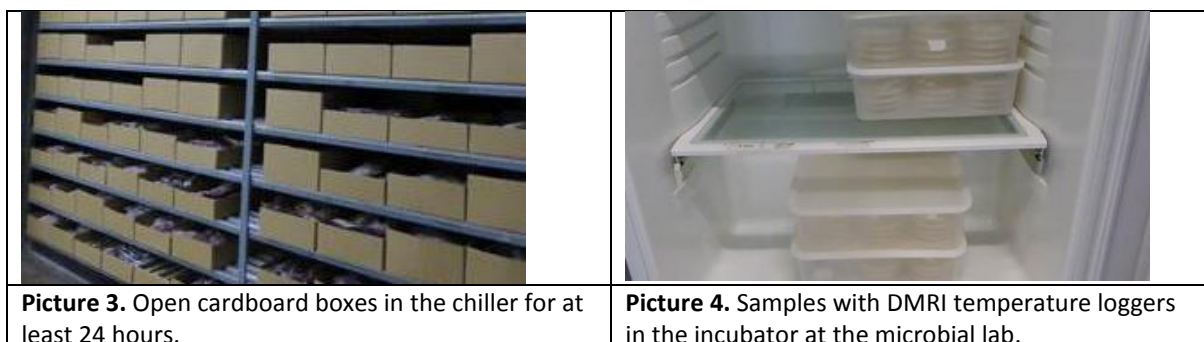 Picture 3. Open cardboard boxes in the chiller for at
least 24 hours.
Picture 4. Samples with DMRI temperature loggers
in the incubator at the microbial lab.